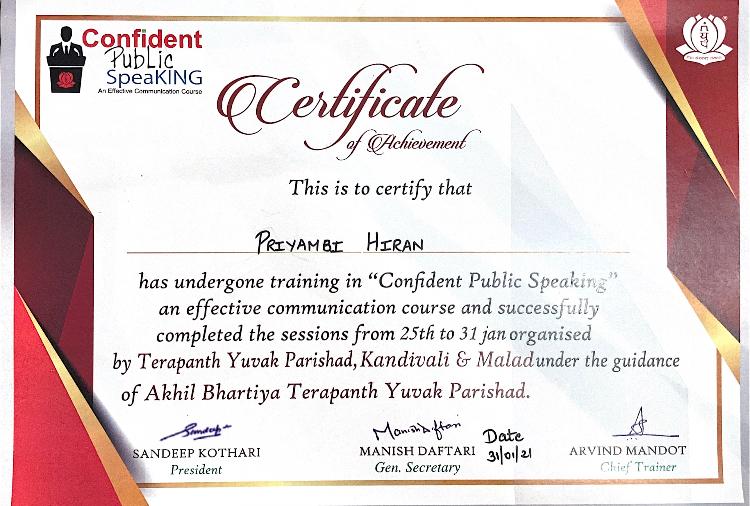 Confident
Public
SpeaKING
An Effective Communication Course
Certificate
of Achievement
This is to certify that
PRIYAMBI HIRAN
has undergone training in “Confident Public Speaking”
an effective communication course and successfully
completed the sessions from 25th to 31 jan organised
by Terapanth Yuvak Parishad, Kandivali & Malad under the guidance
of Akhil Bhartiya Terapanth Yuvak Parishad.
Sandeep Manish Daftari Date
SANDEEP KOTHARI MANISH DAFTARI 31/01/21 ARVIND MANDOT
President Gen. Secretary Chief Trainer